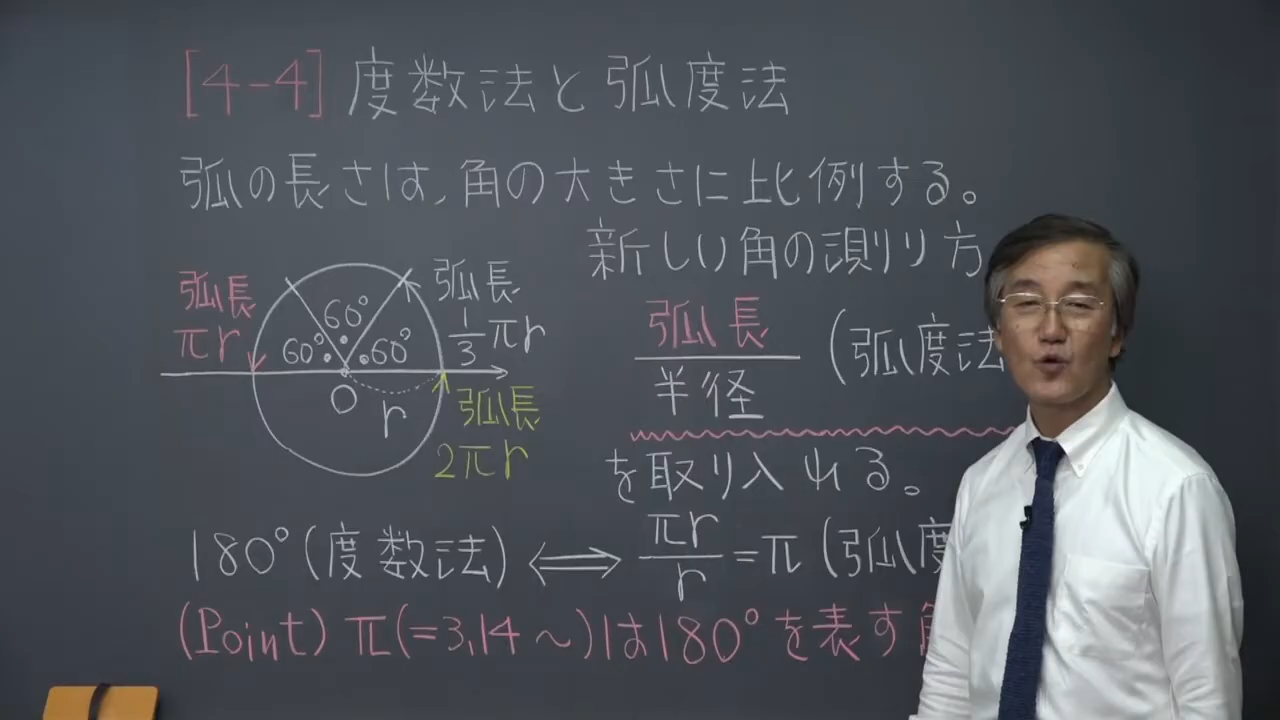 [4-4] 度数法と弧度法
弧の長さは、角の大きさに比例する。
新しい角の測り方
弧長
πr
60°
60°
60°
O
r
弧長
1/3 πr
弧長
2πr
弧長/半径 (弧度法
を取り入れる。
180°(度数法) ⟺ πr/r = π (弧度
(Point) π(=3.14~)は180°を表す